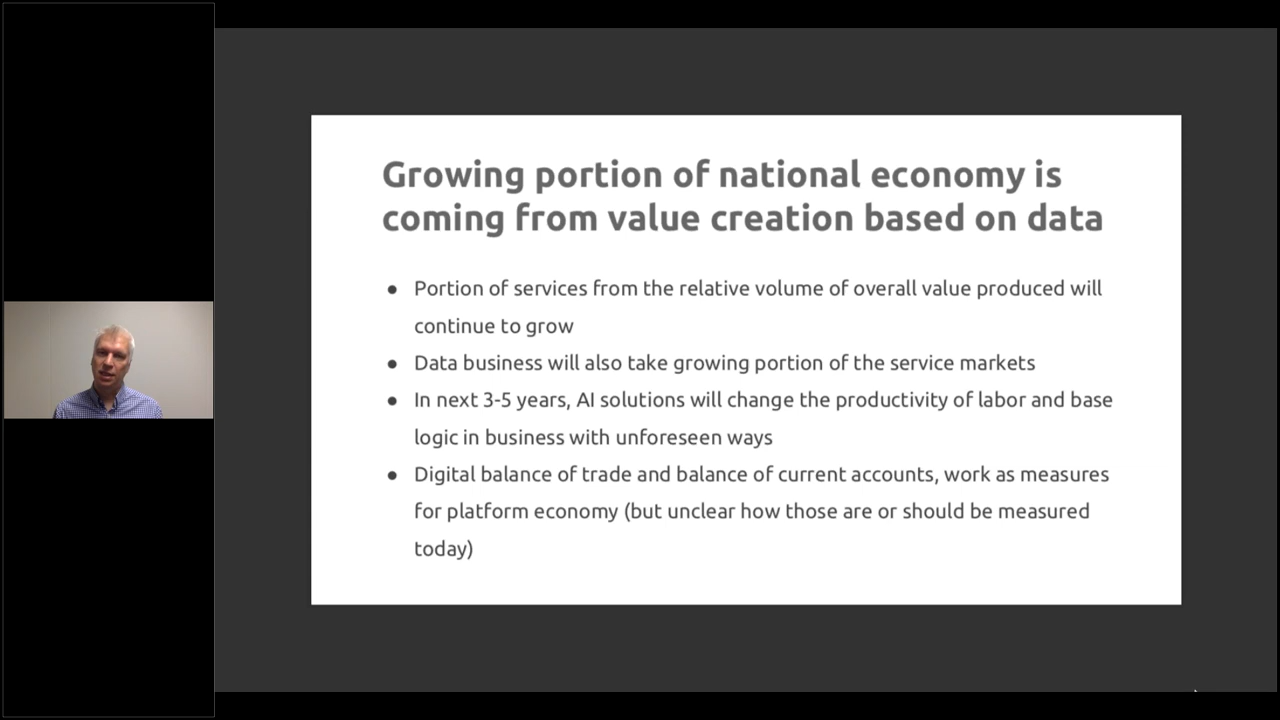 Growing portion of national economy is
coming from value creation based on data
● Portion of services from the relative volume of overall value produced will
continue to grow
● Data business will also take growing portion of the service markets
● In next 3-5 years, AI solutions will change the productivity of labor and base
logic in business with unforeseen ways
● Digital balance of trade and balance of current accounts, work as measures
for platform economy (but unclear how those are or should be measured
today)